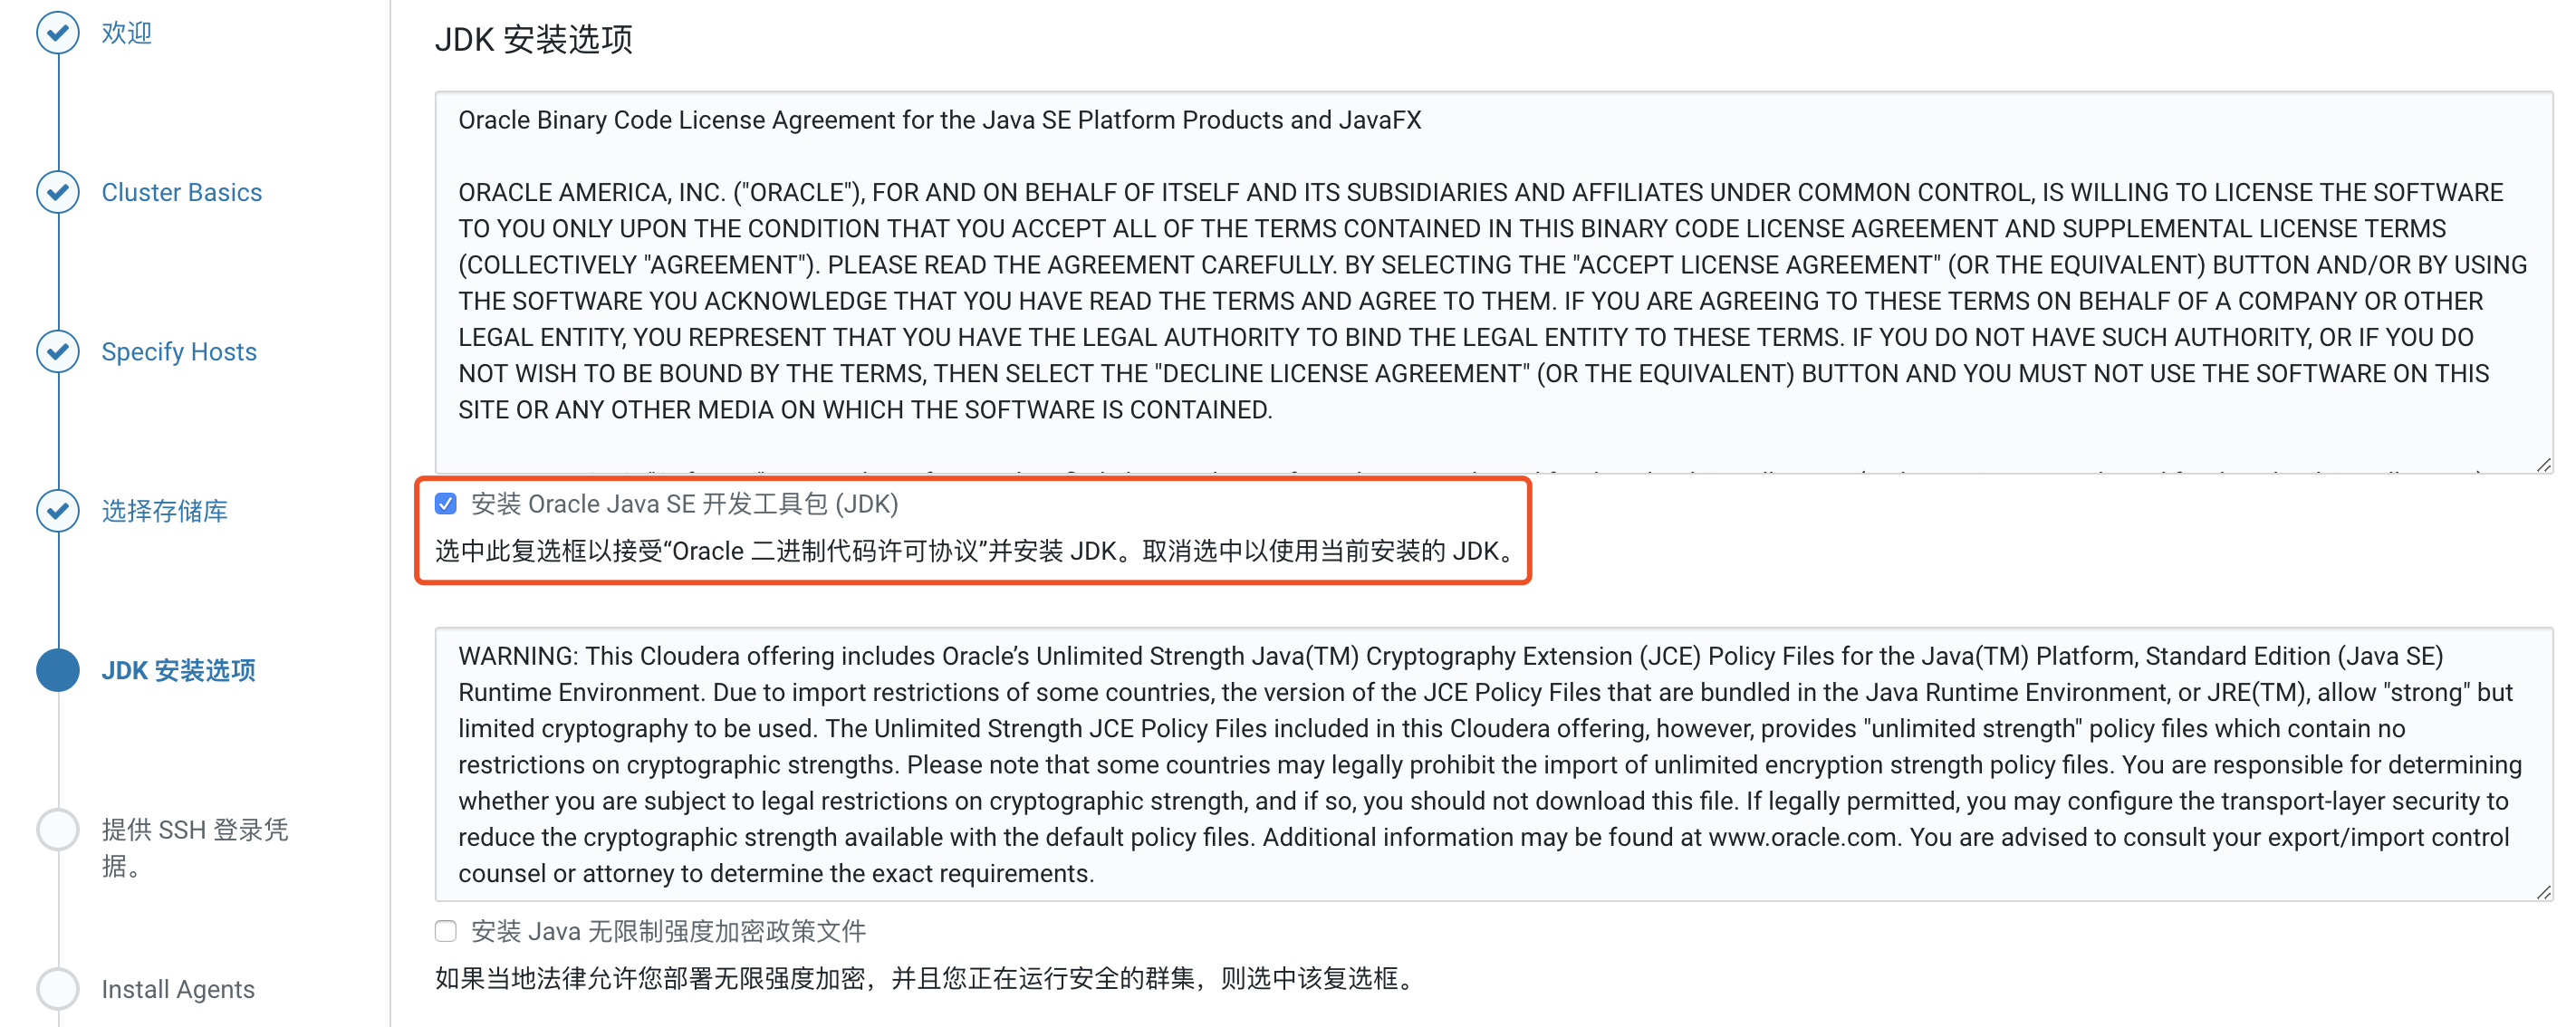 欢迎
Cluster Basics
Specify Hosts
选择存储库
JDK 安装选项
提供 SSH 登录凭
据。
Install Agents
JDK 安装选项
Oracle Binary Code License Agreement for the Java SE Platform Products and JavaFX
ORACLE AMERICA, INC. ("ORACLE"), FOR AND ON BEHALF OF ITSELF AND ITS SUBSIDIARIES AND AFFILIATES UNDER COMMON CONTROL, IS WILLING TO LICENSE THE SOFTWARE
TO YOU ONLY UPON THE CONDITION THAT YOU ACCEPT ALL OF THE TERMS CONTAINED IN THIS BINARY CODE LICENSE AGREEMENT AND SUPPLEMENTAL LICENSE TERMS
(COLLECTIVELY "AGREEMENT"). PLEASE READ THE AGREEMENT CAREFULLY. BY SELECTING THE "ACCEPT LICENSE AGREEMENT" (OR THE EQUIVALENT) BUTTON AND/OR BY USING
THE SOFTWARE YOU ACKNOWLEDGE THAT YOU HAVE READ THE TERMS AND AGREE TO THEM. IF YOU ARE AGREEING TO THESE TERMS ON BEHALF OF A COMPANY OR OTHER
LEGAL ENTITY, YOU REPRESENT THAT YOU HAVE THE LEGAL AUTHORITY TO BIND THE LEGAL ENTITY TO THESE TERMS. IF YOU DO NOT HAVE SUCH AUTHORITY, OR IF YOU DO
NOT WISH TO BE BOUND BY THE TERMS, THEN SELECT THE "DECLINE LICENSE AGREEMENT" (OR THE EQUIVALENT) BUTTON AND YOU MUST NOT USE THE SOFTWARE ON THIS
SITE OR ANY OTHER MEDIA ON WHICH THE SOFTWARE IS CONTAINED.
安装 Oracle Java SE 开发工具包 (JDK)
选中此复选框以接受“Oracle 二进制代码许可协议”并安装 JDK。取消选中以使用当前安装的 JDK。
WARNING: This Cloudera offering includes Oracle’s Unlimited Strength Java(TM) Cryptography Extension (JCE) Policy Files for the Java(TM) Platform, Standard Edition (Java SE)
Runtime Environment. Due to import restrictions of some countries, the version of the JCE Policy Files that are bundled in the Java Runtime Environment, or JRE(TM), allow "strong" but
limited cryptography to be used. The Unlimited Strength JCE Policy Files included in this Cloudera offering, however, provides "unlimited strength" policy files which contain no
restrictions on cryptographic strengths. Please note that some countries may legally prohibit the import of unlimited encryption strength policy files. You are responsible for determining
whether you are subject to legal restrictions on cryptographic strength, and if so, you should not download this file. If legally permitted, you may configure the transport-layer security to
reduce the cryptographic strength available with the default policy files. Additional information may be found at www.oracle.com. You are advised to consult your export/import control
counsel or attorney to determine the exact requirements.
安装 Java 无限制强度加密政策文件
如果当地法律允许您部署无限强度加密，并且您正在运行安全的群集，则选中该复选框。